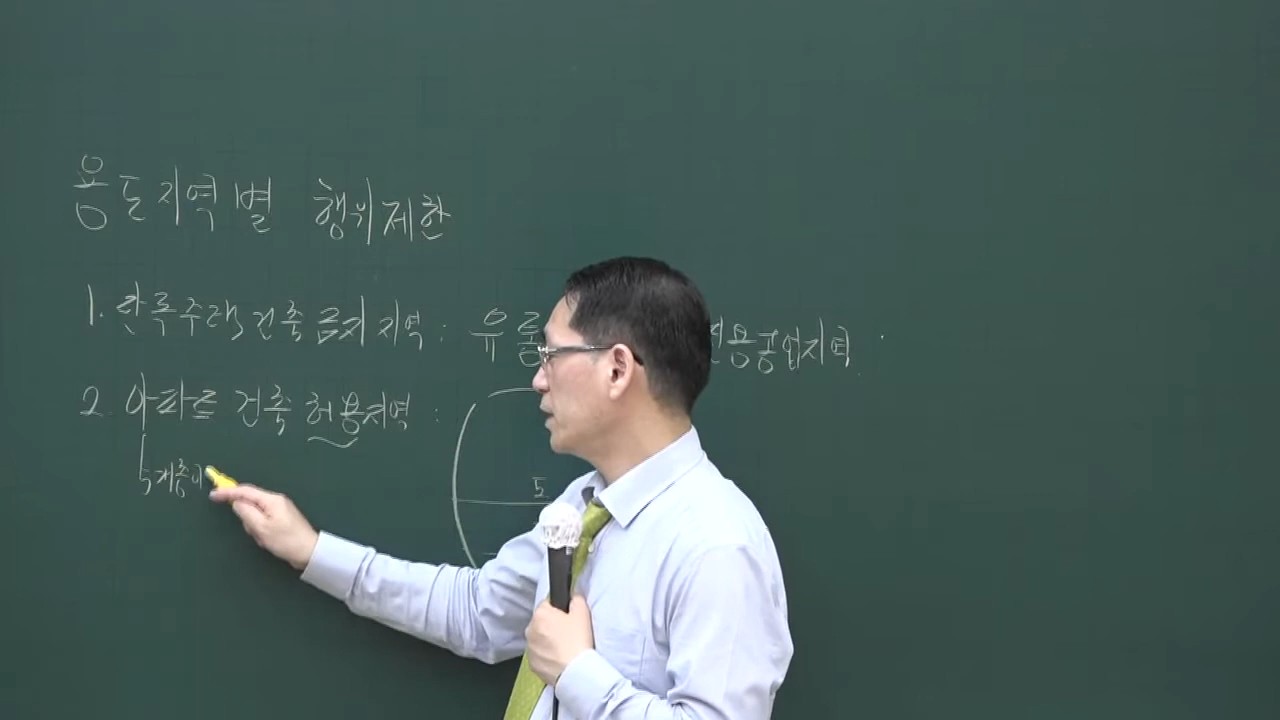 용도지역별 행위제한
1. 단독주택 건축 금지 지역 : 유통 전용공업지역.
2. 아파트 건축 허용지역 :
5개층이
5